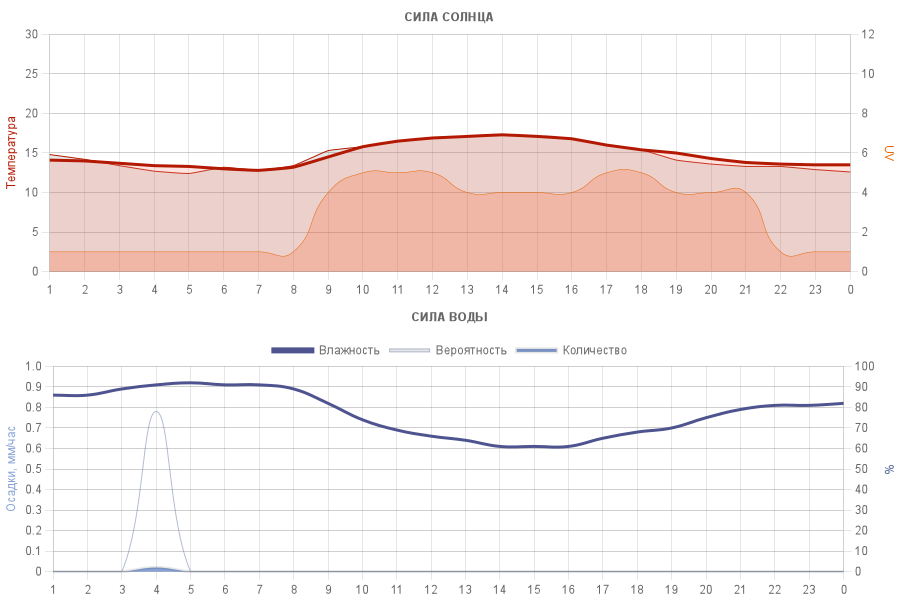 СИЛА СОЛНЦА
30 12
25 10
20 8
15 6
10 4
5 2
0 0
Температура
UV
1 2 3 4 5 6 7 8 9 10 11 12 13 14 15 16 17 18 19 20 21 22 23 0
СИЛА ВОДЫ
Влажность Вероятность Количество
1.0 100
0.9 90
0.8 80
0.7 70
0.6 60
0.5 50
0.4 40
0.3 30
0.2 20
0.1 10
0 0
Осадки, мм/час
%
1 2 3 4 5 6 7 8 9 10 11 12 13 14 15 16 17 18 19 20 21 22 23 0